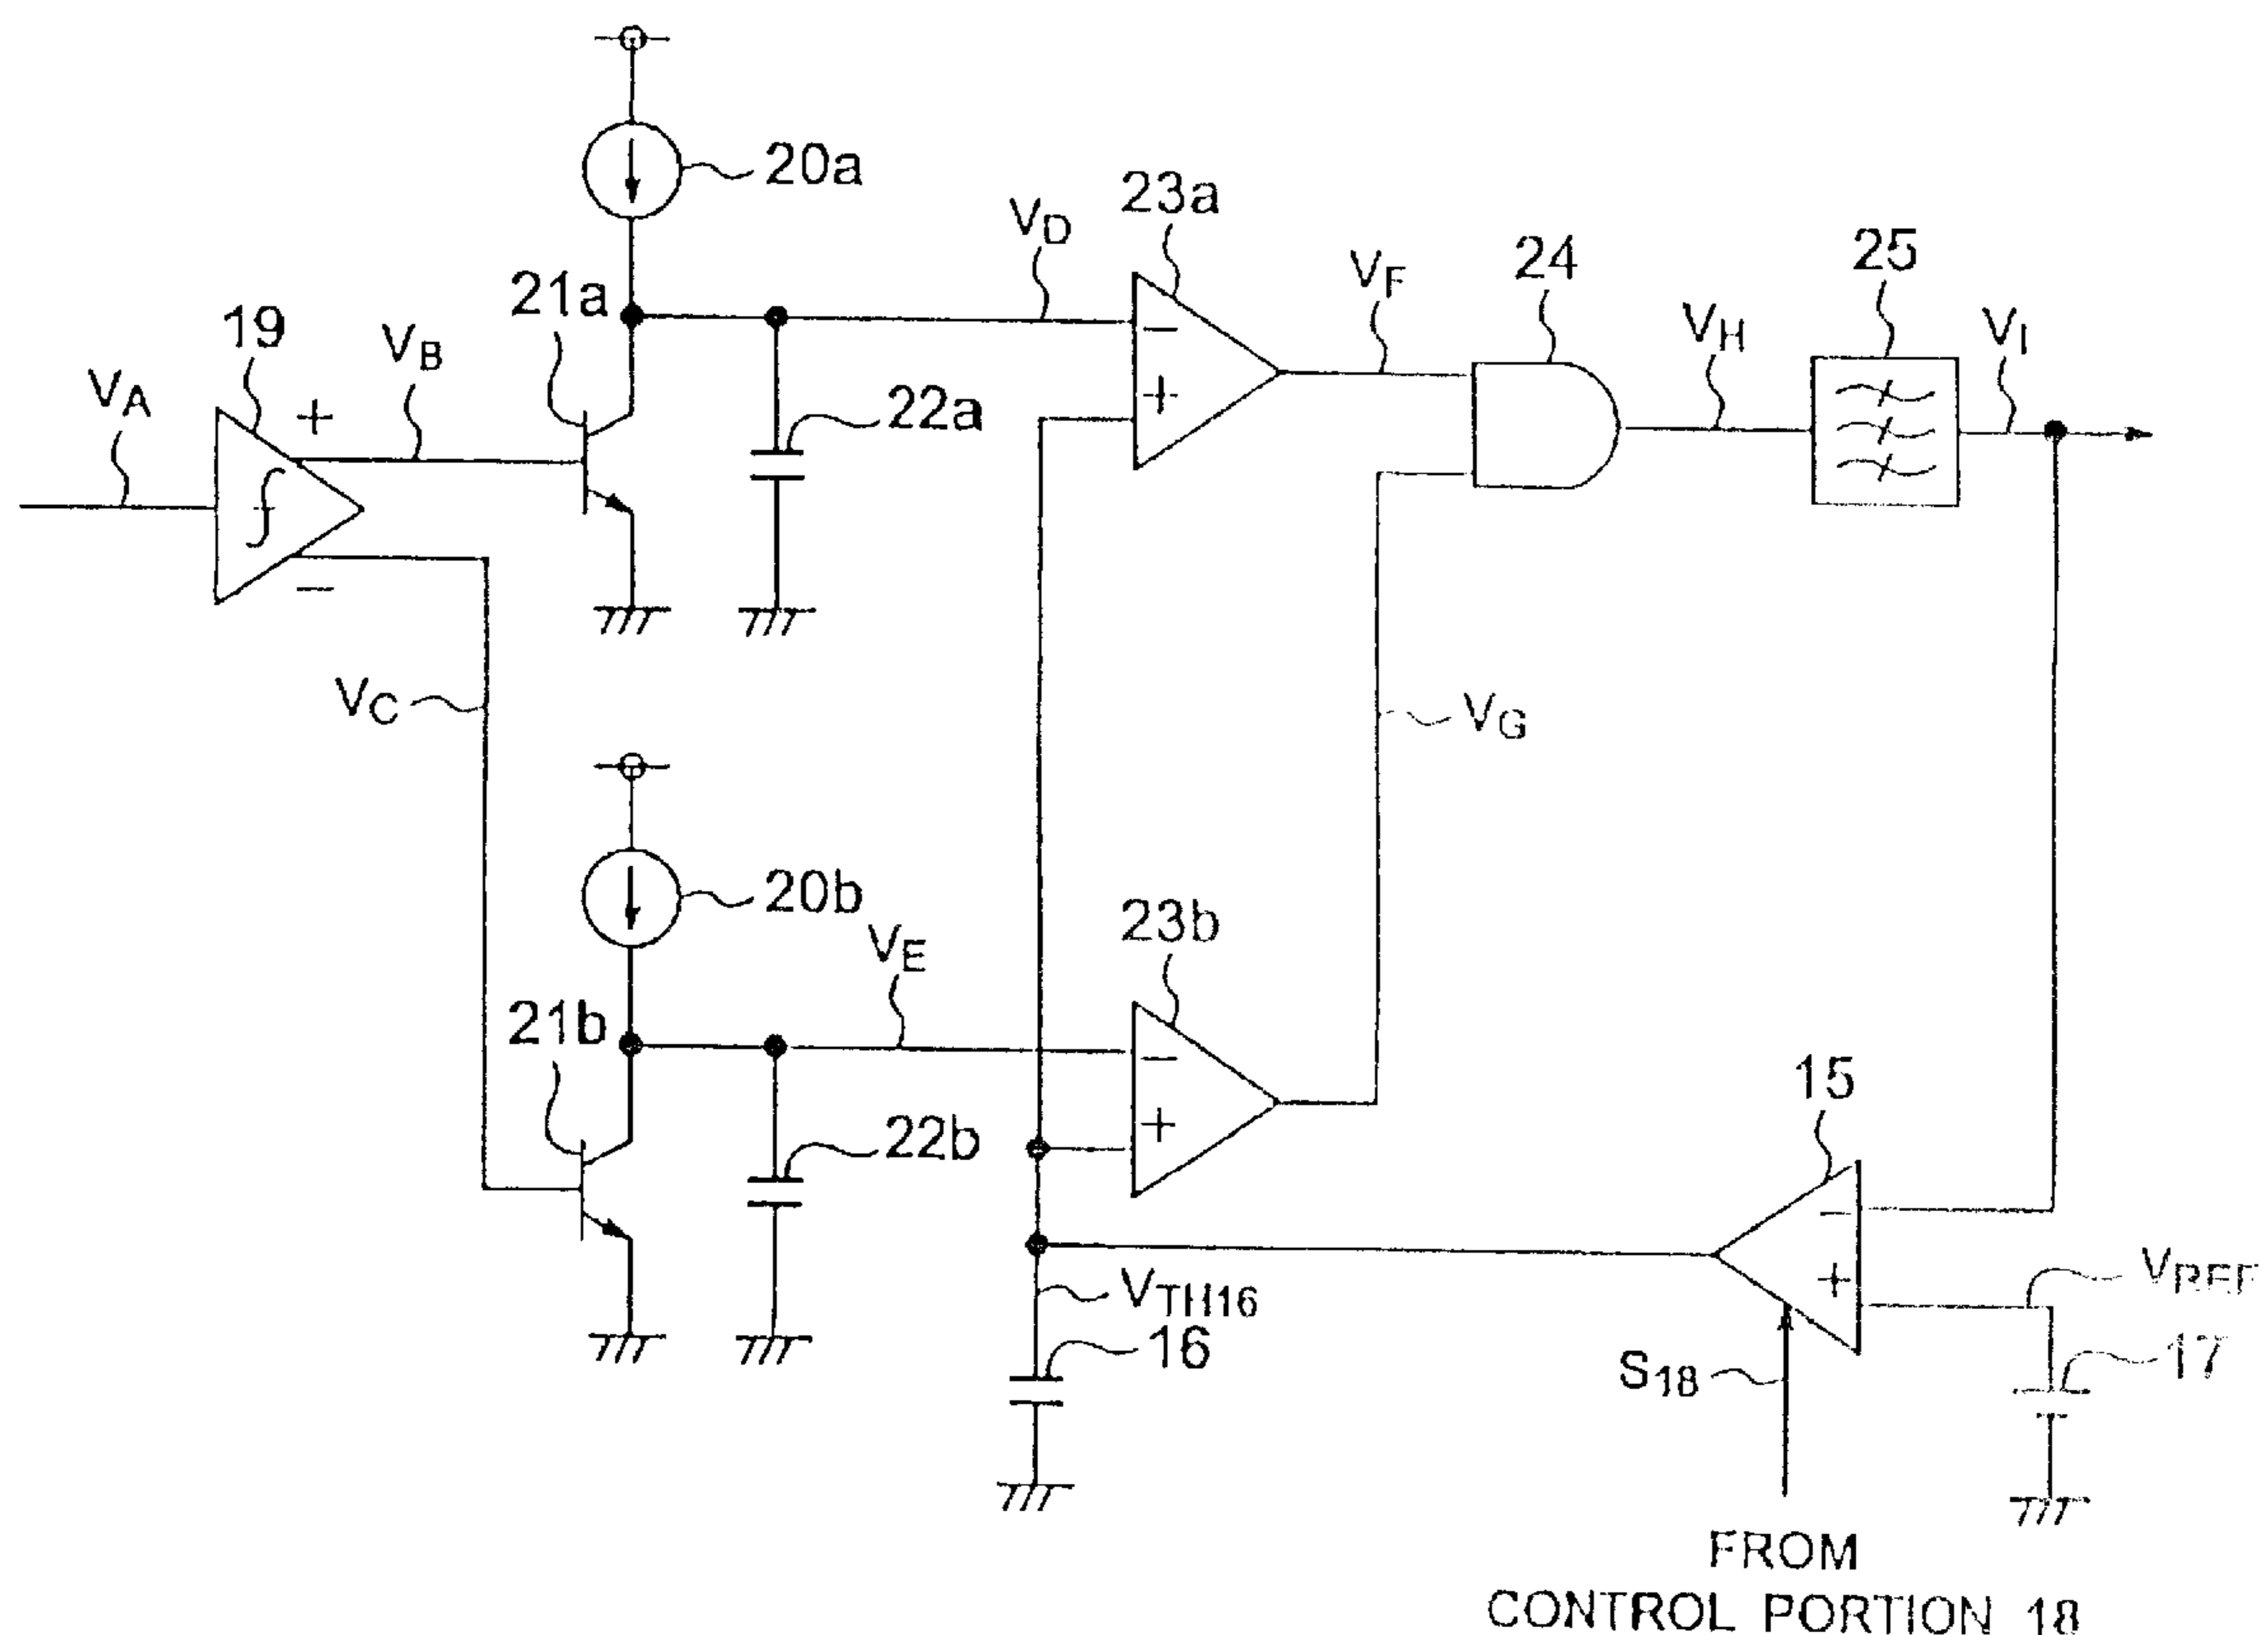 20a
23a
VD
24
25
21a
VF
19
VB
VH
VI
VA
22a
+
−
+
−
VC
VG
20b
23b
VE
21b
15
22b
−
+
−
+
VTH16
VREF
16
17
S18
FROM
CONTROL PORTION 18